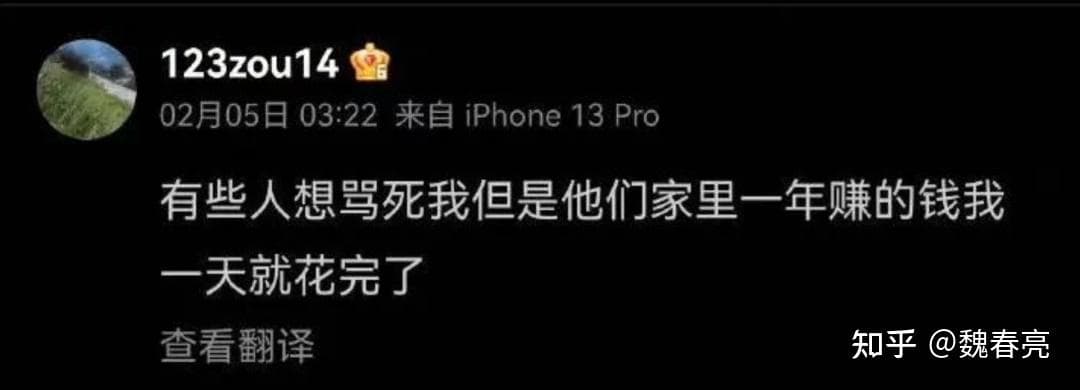 123zou14
02月05日 03:22 来自 iPhone 13 Pro
有些人想骂死我但是他们家里一年赚的钱我
一天就花完了
查看翻译
知乎 @魏春亮